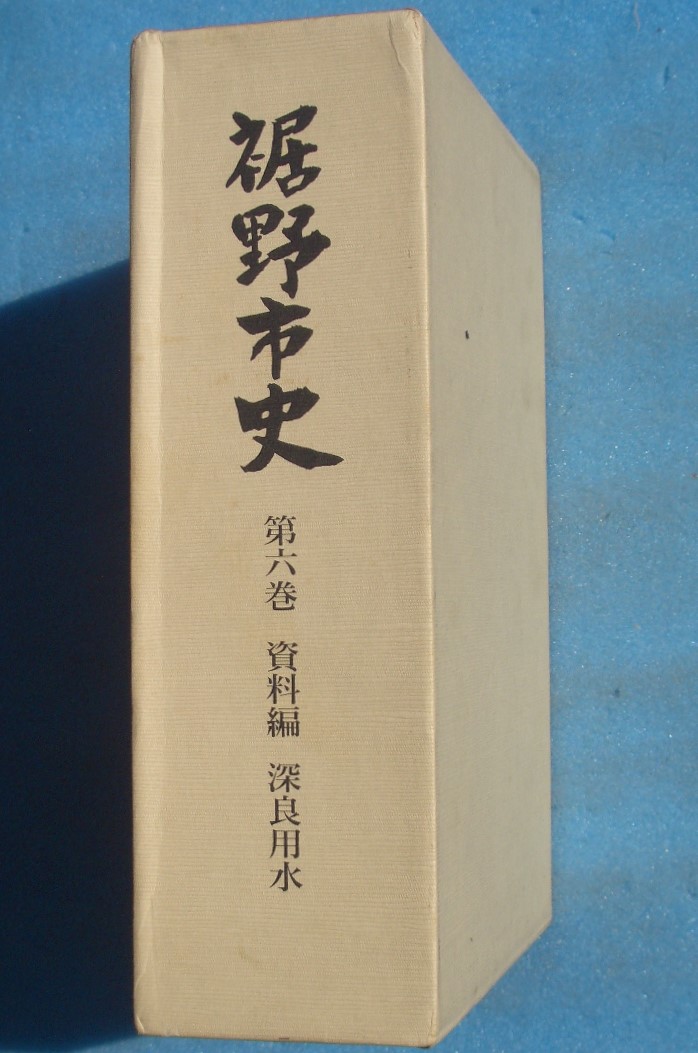 裾野市史
第六巻 資料編 深良用水